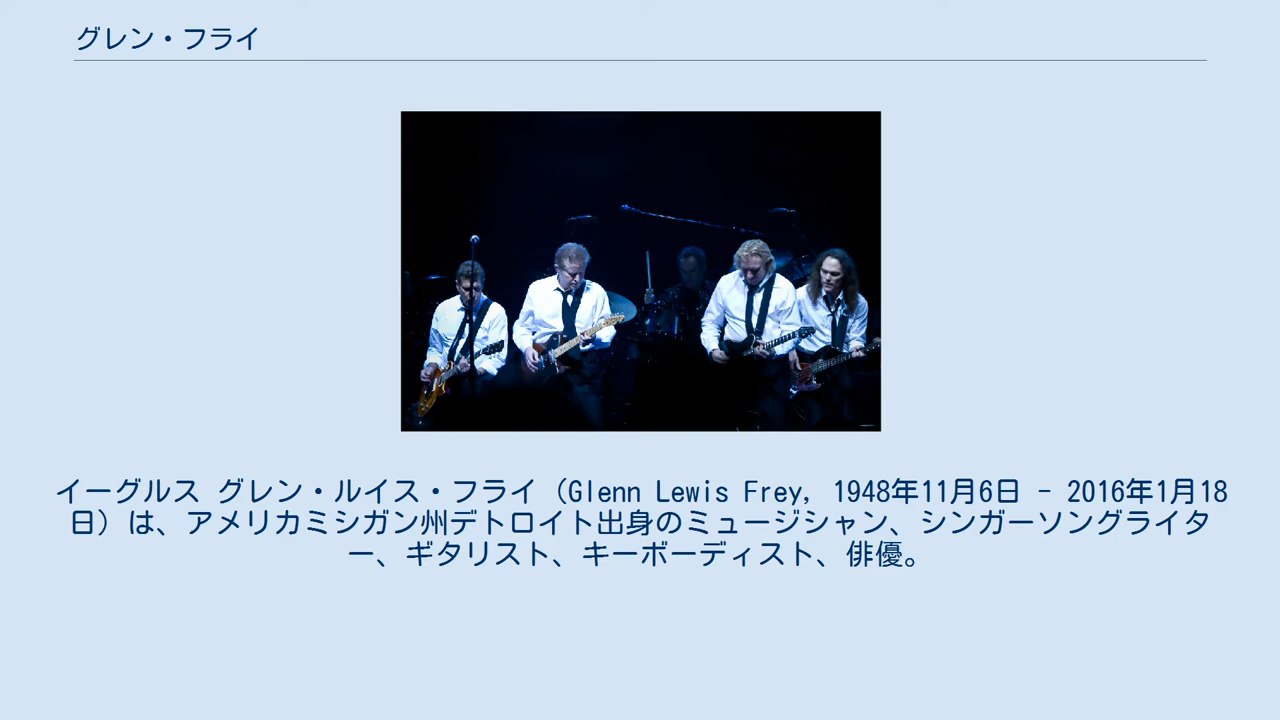 グレン・フライ
イーグルス グレン・ルイス・フライ（Glenn Lewis Frey, 1948年11月6日 - 2016年1月18
日）は、アメリカミシガン州デトロイト出身のミュージシャン、シンガーソングライタ
ー、ギタリスト、キーボーディスト、俳優。